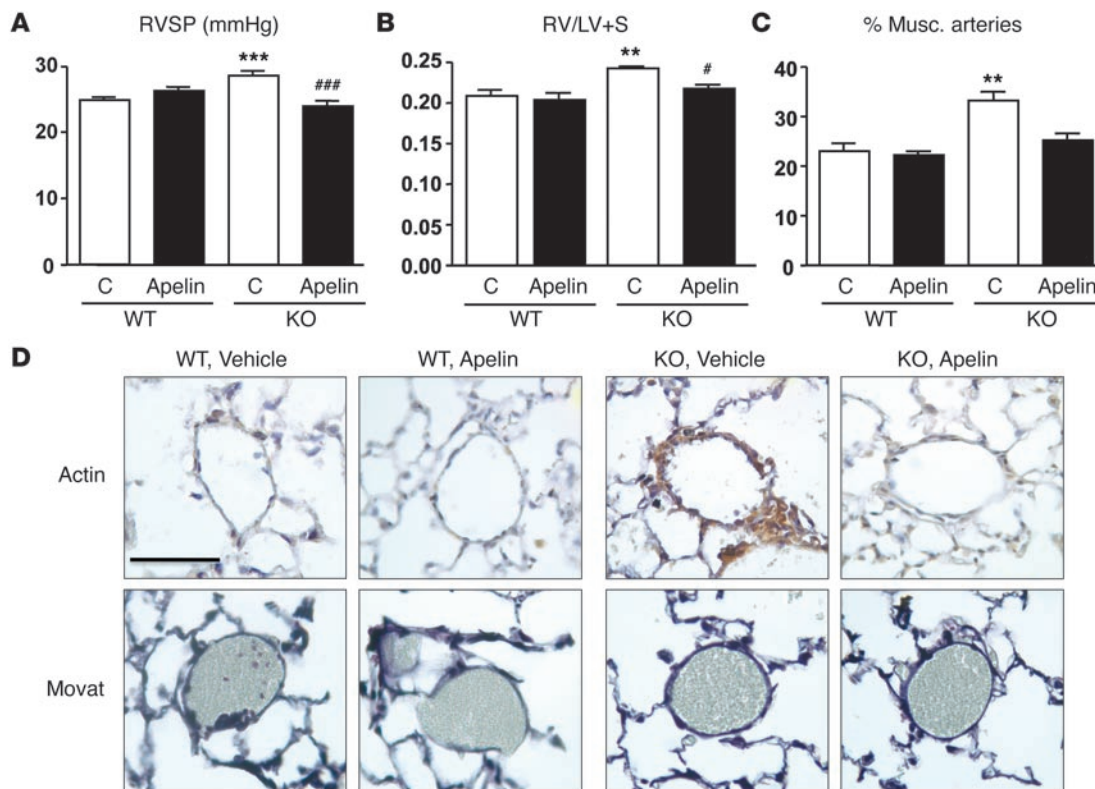 A RVSP (mmHg)
30
20
10
0
***
###
C Apelin C Apelin
WT KO
B RV/LV+S
0.25
0.20
0.15
0.10
0.05
0.00
**
#
C Apelin C Apelin
WT KO
C % Musc. arteries
40
30
20
10
0
**
C Apelin C Apelin
WT KO
D WT, Vehicle WT, Apelin KO, Vehicle KO, Apelin
Actin
Movat